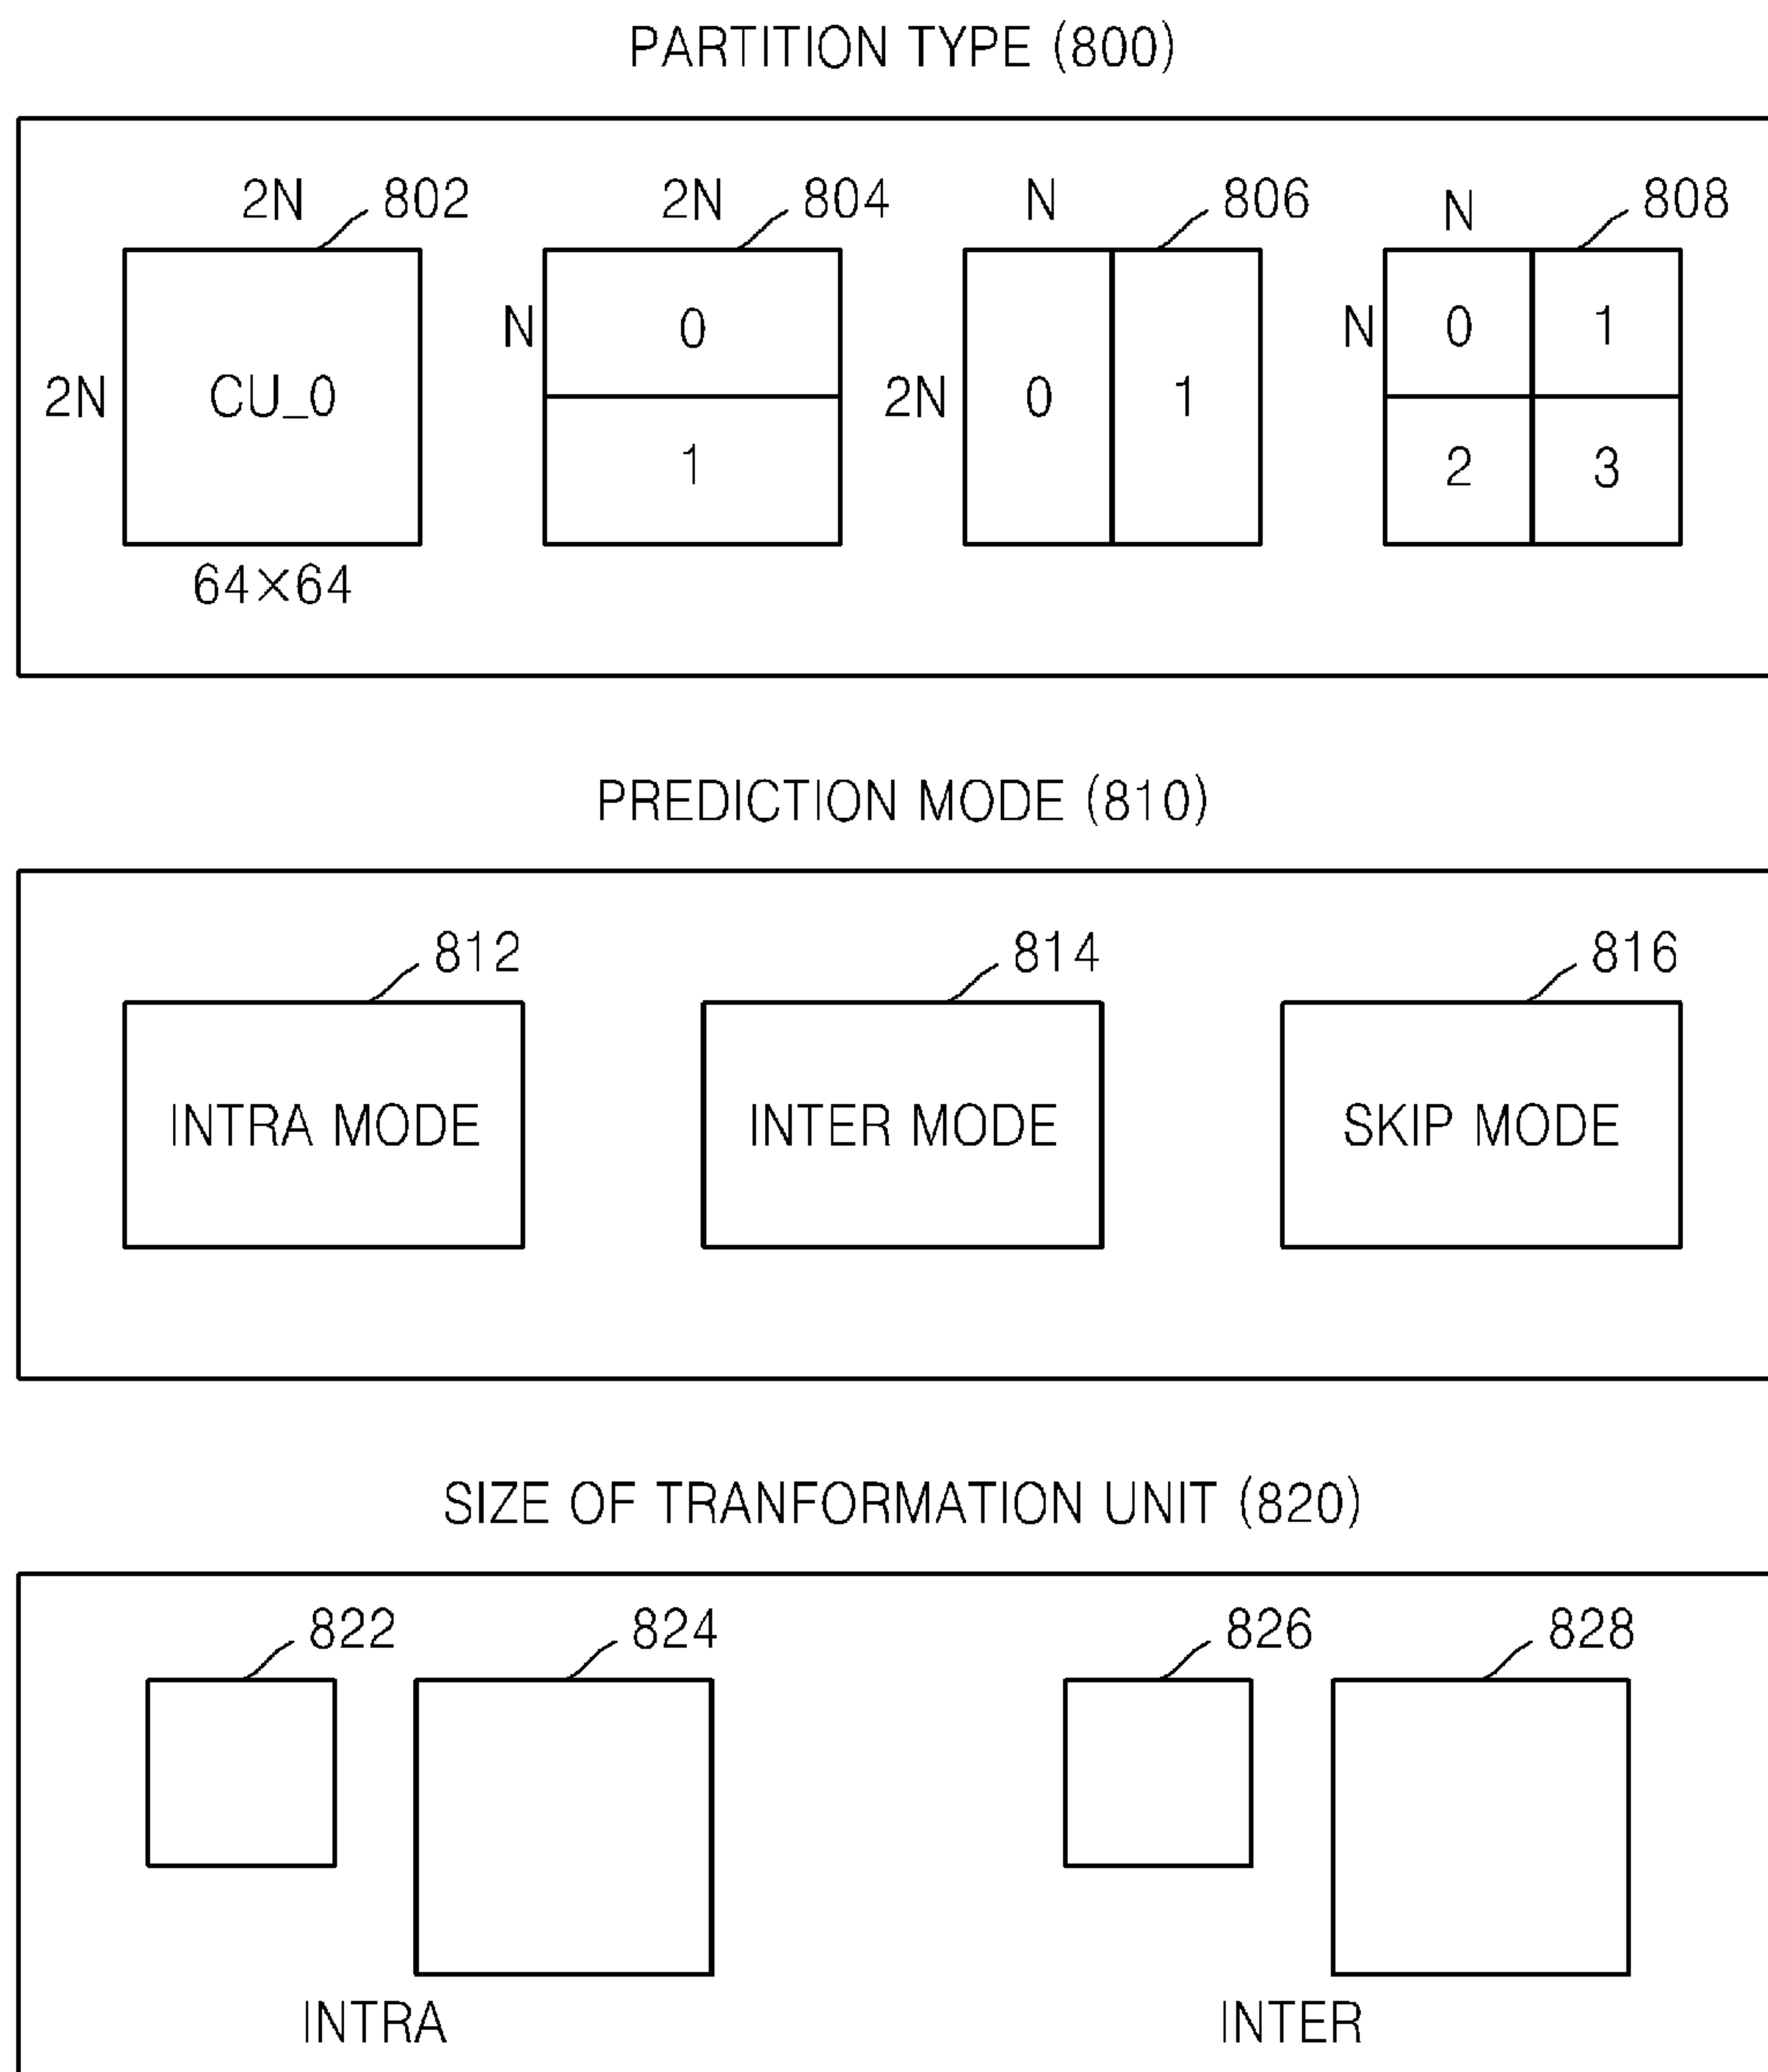 PARTITION TYPE (800)
2N 802 2N 804 N 806 N 808
2N CU_0 N 0 2N 0 1 N 0 1
1 2 3
64×64
PREDICTION MODE (810)
812 814 816
INTRA MODE INTER MODE SKIP MODE
SIZE OF TRANFORMATION UNIT (820)
822 824 826 828
INTRA INTER